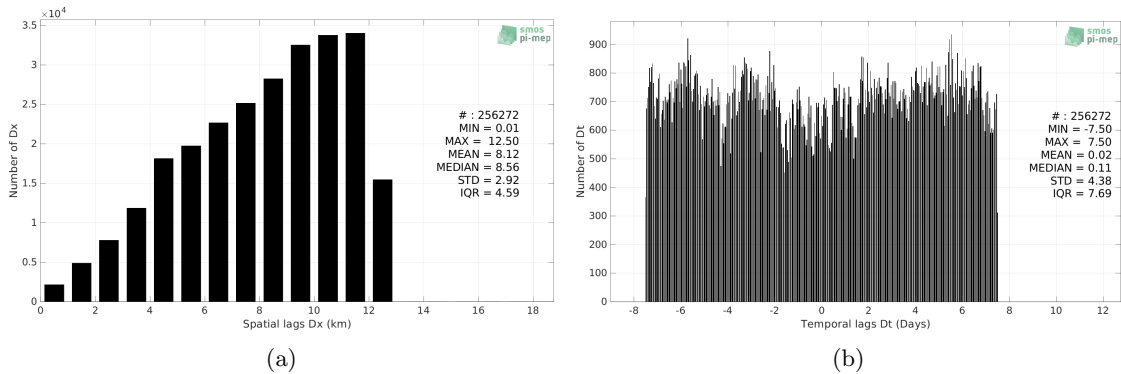 ×10⁴
3.5
3
2.5
2
1.5
1
0.5
0
Number of Dx
0 2 4 6 8 10 12 14 16 18
Spatial lags Dx (km)
smos
pi-mep
# : 256272
MIN = 0.01
MAX = 12.50
MEAN = 8.12
MEDIAN = 8.56
STD = 2.92
IQR = 4.59
(a)
900
800
700
600
500
400
300
200
100
0
Number of Dt
-8 -6 -4 -2 0 2 4 6 8 10 12
Temporal lags Dt (Days)
smos
pi-mep
# : 256272
MIN = -7.50
MAX = 7.50
MEAN = 0.02
MEDIAN = 0.11
STD = 4.38
IQR = 7.69
(b)